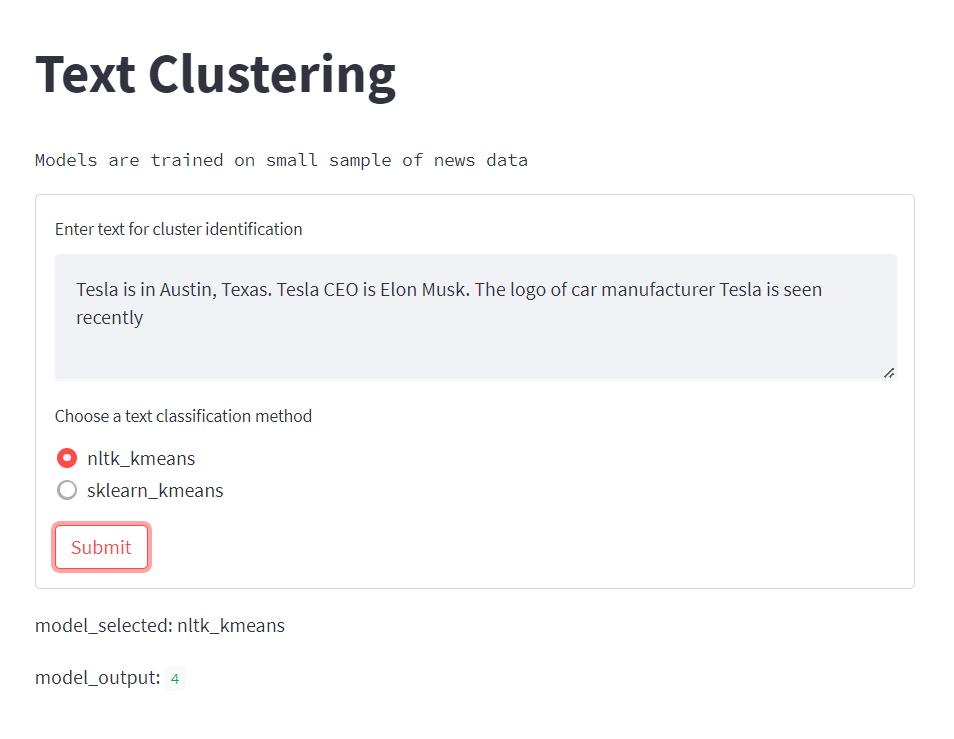 Text Clustering
Models are trained on small sample of news data
Enter text for cluster identification
Tesla is in Austin, Texas. Tesla CEO is Elon Musk. The logo of car manufacturer Tesla is seen
recently
Choose a text classification method
nltk_kmeans
sklearn_kmeans
Submit
model_selected: nltk_kmeans
model_output: 4